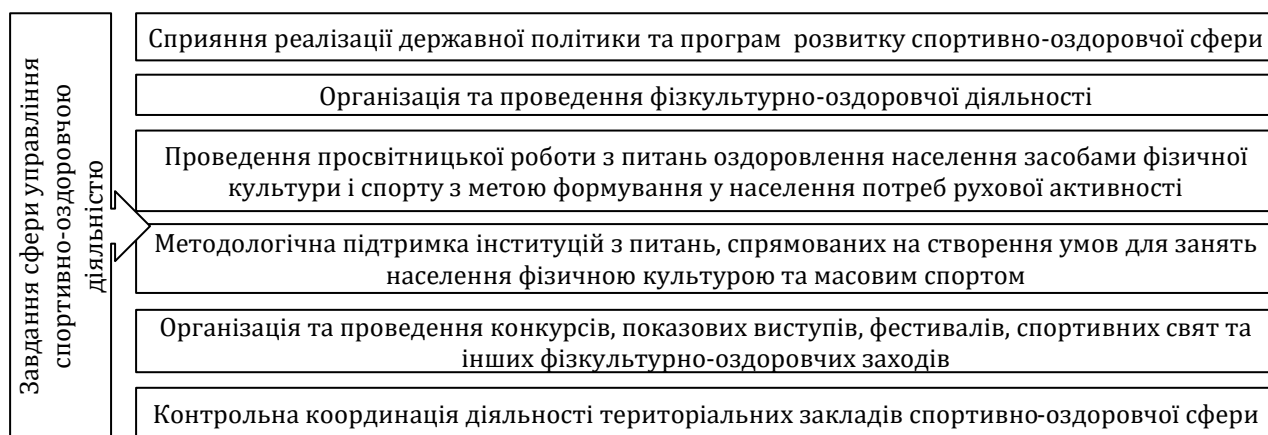 Завдання сфери управління
спортивно-оздоровчою
діяльністю
Сприяння реалізації державної політики та програм розвитку спортивно-оздоровчої сфери
Організація та проведення фізкультурно-оздоровчої діяльності
Проведення просвітницької роботи з питань оздоровлення населення засобами фізичної
культури і спорту з метою формування у населення потреб рухової активності
Методологічна підтримка інституцій з питань, спрямованих на створення умов для занять
населення фізичною культурою та масовим спортом
Організація та проведення конкурсів, показових виступів, фестивалів, спортивних свят та
інших фізкультурно-оздоровчих заходів
Контрольна координація діяльності територіальних закладів спортивно-оздоровчої сфери